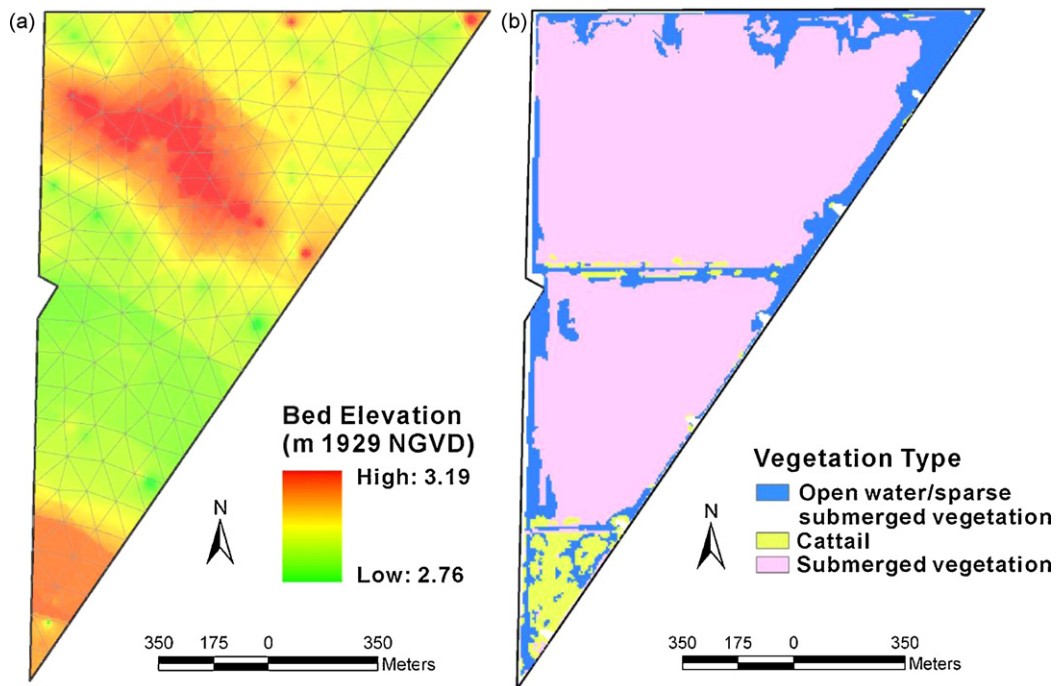 (a)
Bed Elevation
(m 1929 NGVD)
High: 3.19
Low: 2.76
N
350 175 0 350
Meters
(b)
Vegetation Type
Open water/sparse
submerged vegetation
Cattail
Submerged vegetation
N
350 175 0 350
Meters